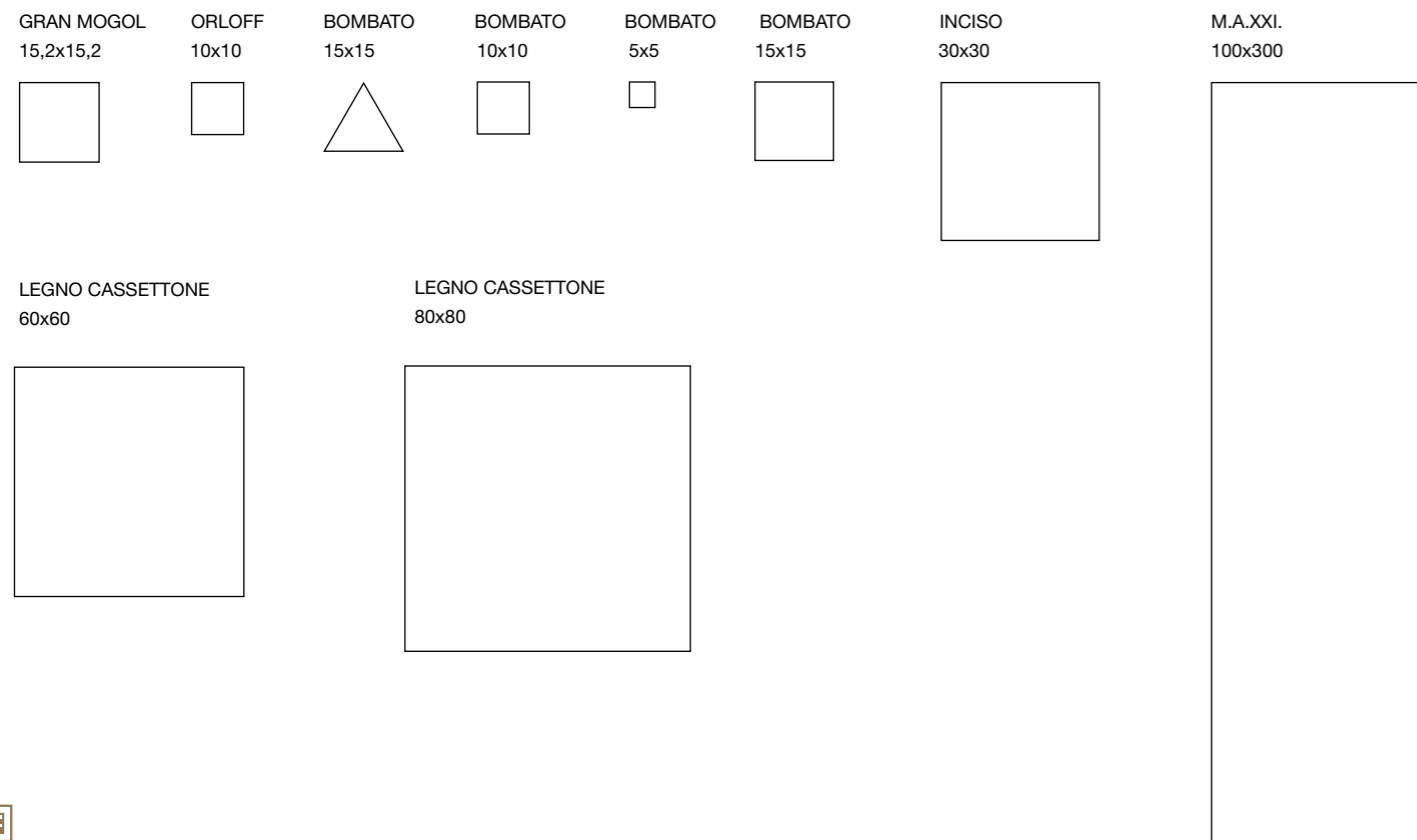 GRAN MOGOL
15,2x15,2
ORLOFF
10x10
BOMBATO
15x15
BOMBATO
10x10
BOMBATO
5x5
BOMBATO
15x15
INCISO
30x30
M.A.XXI.
100x300
LEGNO CASSETTONE
60x60
LEGNO CASSETTONE
80x80